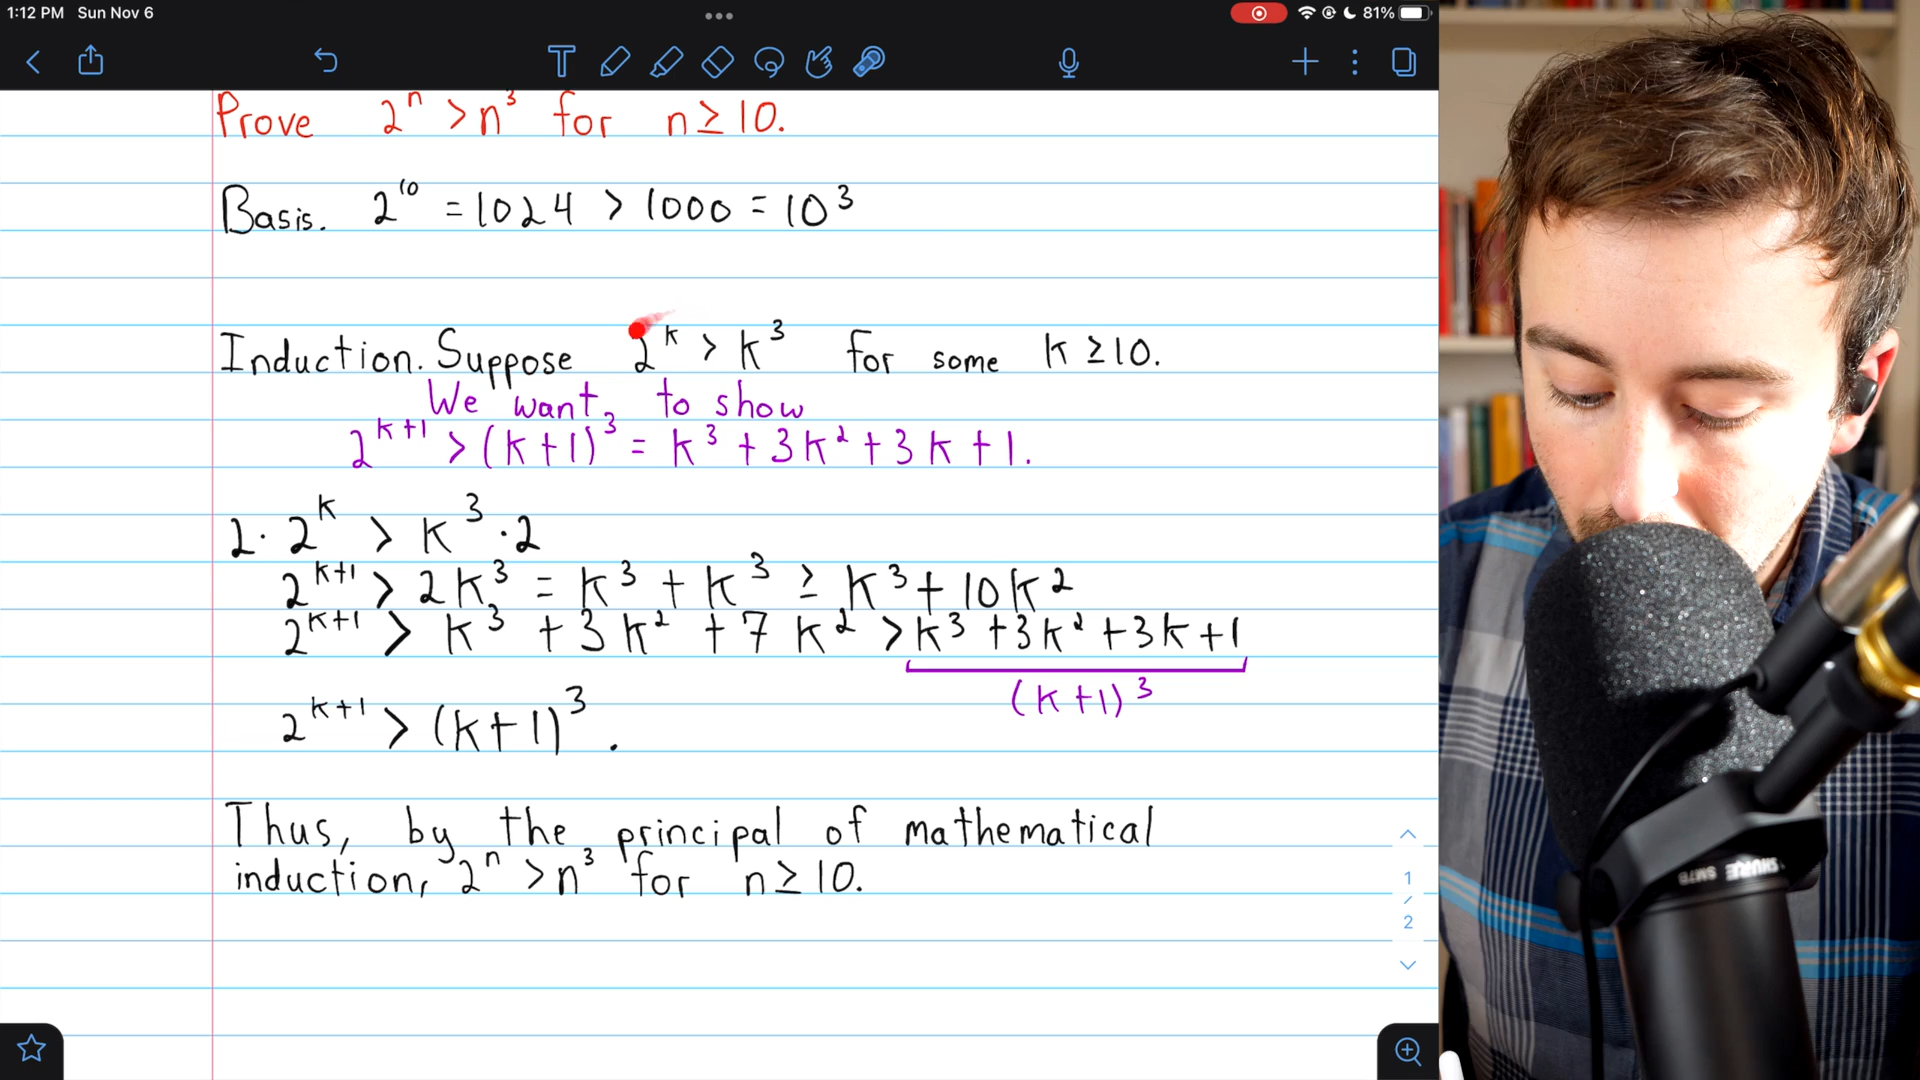 1:12 PM Sun Nov 6 81%
Prove 2ⁿ > n³ for n ≥ 10.
Basis. 2¹⁰ = 1024 > 1000 = 10³
Induction. Suppose 2ᵏ > k³ for some k ≥ 10.
We want to show
2ᵏ⁺¹ > (k+1)³ = k³ + 3k² + 3k + 1.
2 · 2ᵏ > k³ · 2
2ᵏ⁺¹ > 2k³ = k³ + k³ ≥ k³ + 10k²
2ᵏ⁺¹ > k³ + 3k² + 7k² > k³ + 3k² + 3k + 1
(k+1)³
2ᵏ⁺¹ > (k+1)³.
Thus, by the principal of mathematical
induction, 2ⁿ > n³ for n ≥ 10.
1
/
2
SHURE SM7B